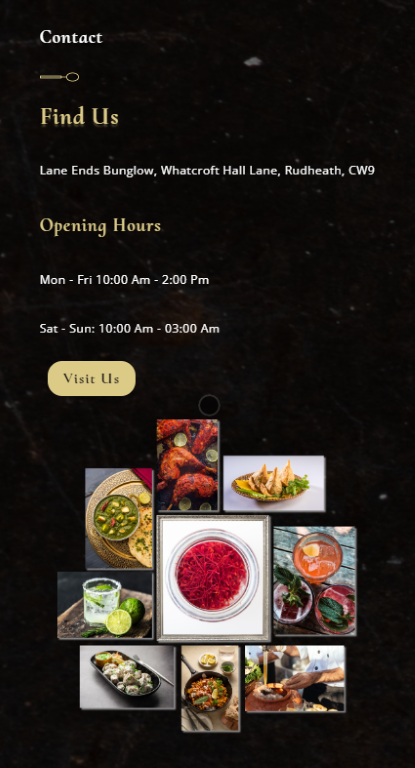 Contact
Find Us
Lane Ends Bunglow, Whatcroft Hall Lane, Rudheath, CW9
Opening Hours
Mon - Fri 10:00 Am - 2:00 Pm
Sat - Sun: 10:00 Am - 03:00 Am
Visit Us